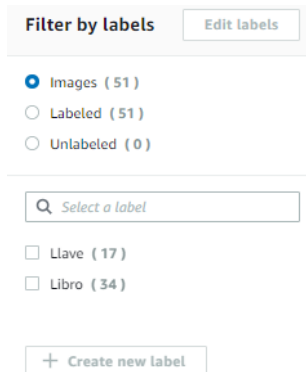 Filter by labels Edit labels
Images ( 51 )
Labeled ( 51 )
Unlabeled ( 0 )
Select a label
Llave ( 17 )
Libro ( 34 )
+ Create new label